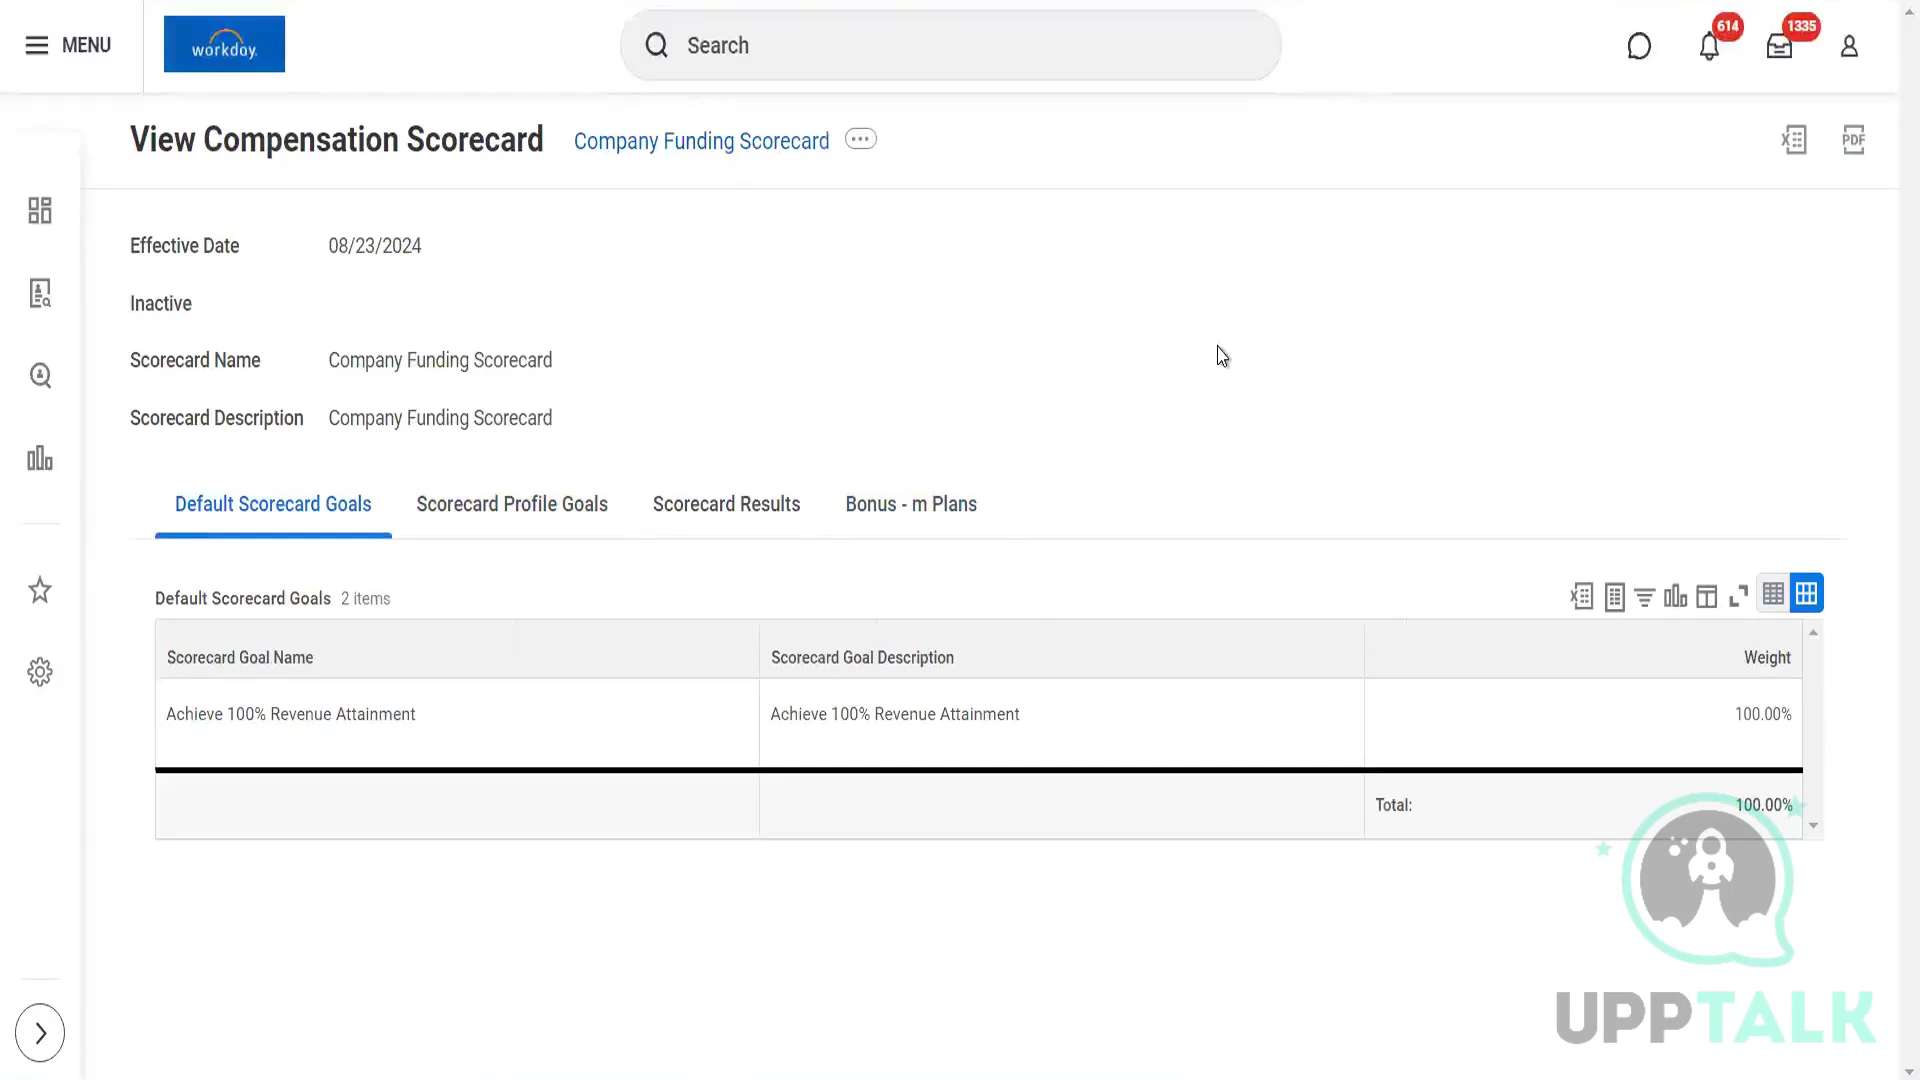 MENU
workday.
Search
614
1335
View Compensation Scorecard
Company Funding Scorecard
PDF
Effective Date 08/23/2024
Inactive
Scorecard Name Company Funding Scorecard
Scorecard Description Company Funding Scorecard
Default Scorecard Goals Scorecard Profile Goals Scorecard Results Bonus - m Plans
Default Scorecard Goals 2 items
Scorecard Goal Name Scorecard Goal Description Weight
Achieve 100% Revenue Attainment Achieve 100% Revenue Attainment 100.00%
Total: 100.00%
UPPTALK